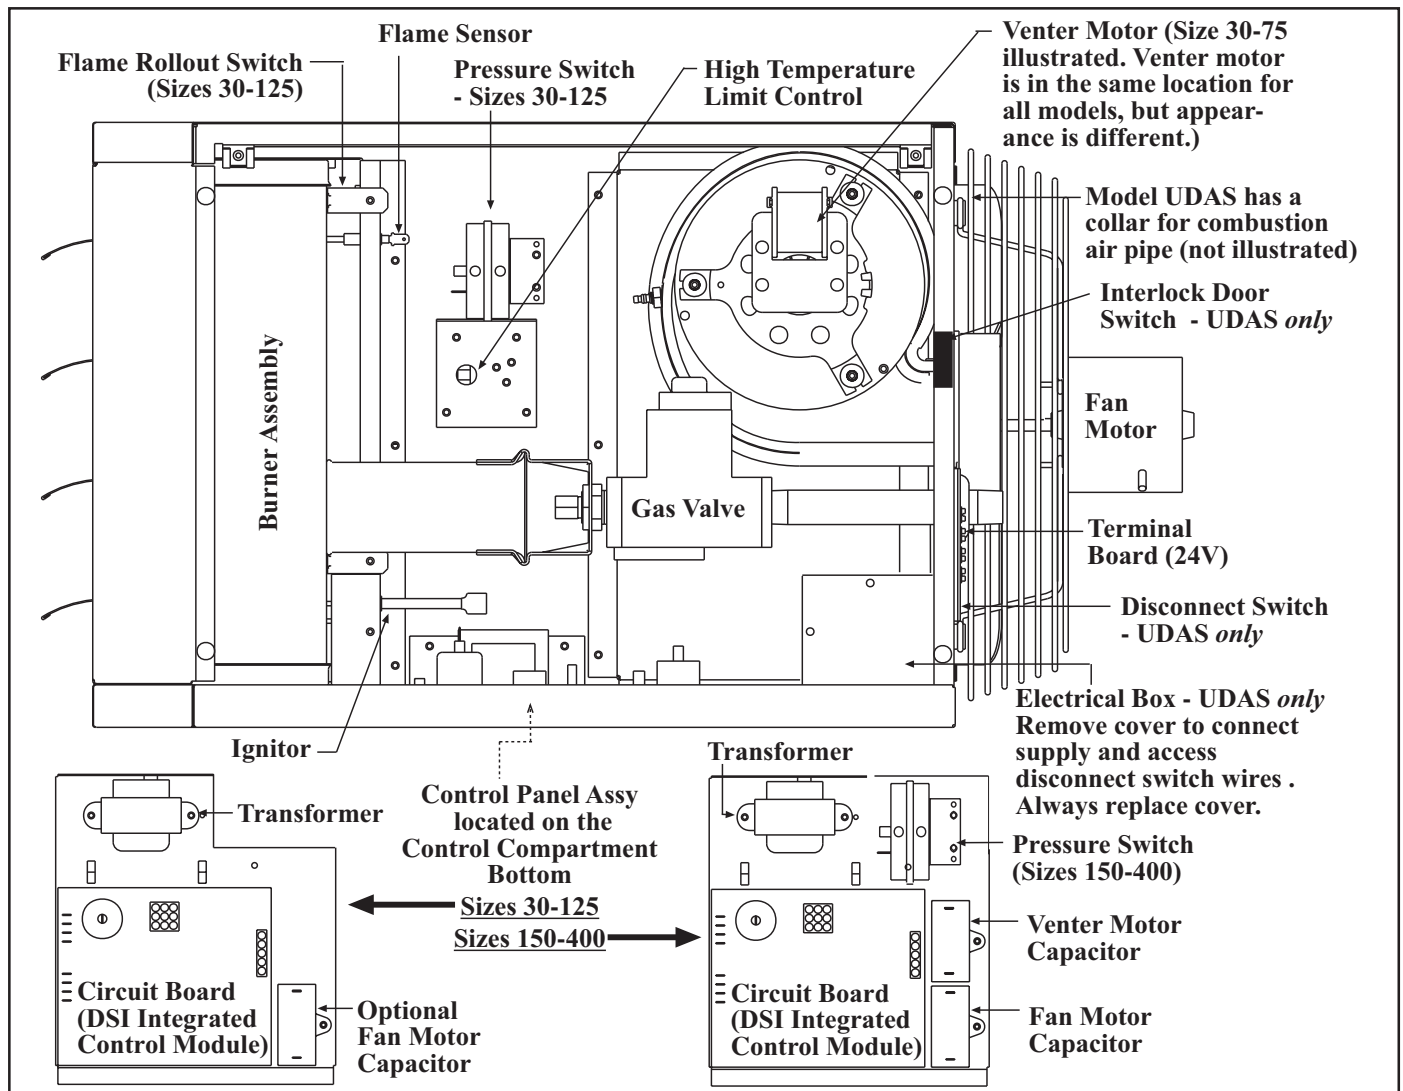 Flame Sensor
Flame Rollout Switch
(Sizes 30-125)
Pressure Switch
- Sizes 30-125
High Temperature
Limit Control
Venter Motor (Size 30-75
illustrated. Venter motor
is in the same location for
all models, but appear-
ance is different.)
Model UDAS has a
collar for combustion
air pipe (not illustrated)
Interlock Door
Switch - UDAS only
Burner Assembly
Fan
Motor
Gas Valve
Terminal
Board (24V)
Disconnect Switch
- UDAS only
Electrical Box - UDAS only
Remove cover to connect
supply and access
disconnect switch wires .
Always replace cover.
Ignitor
Transformer
Transformer
Control Panel Assy
located on the
Control Compartment
Bottom
Sizes 30-125
Sizes 150-400
Pressure Switch
(Sizes 150-400)
Venter Motor
Capacitor
Circuit Board
(DSI Integrated
Control Module)
Optional
Fan Motor
Capacitor
Circuit Board
(DSI Integrated
Control Module)
Fan Motor
Capacitor